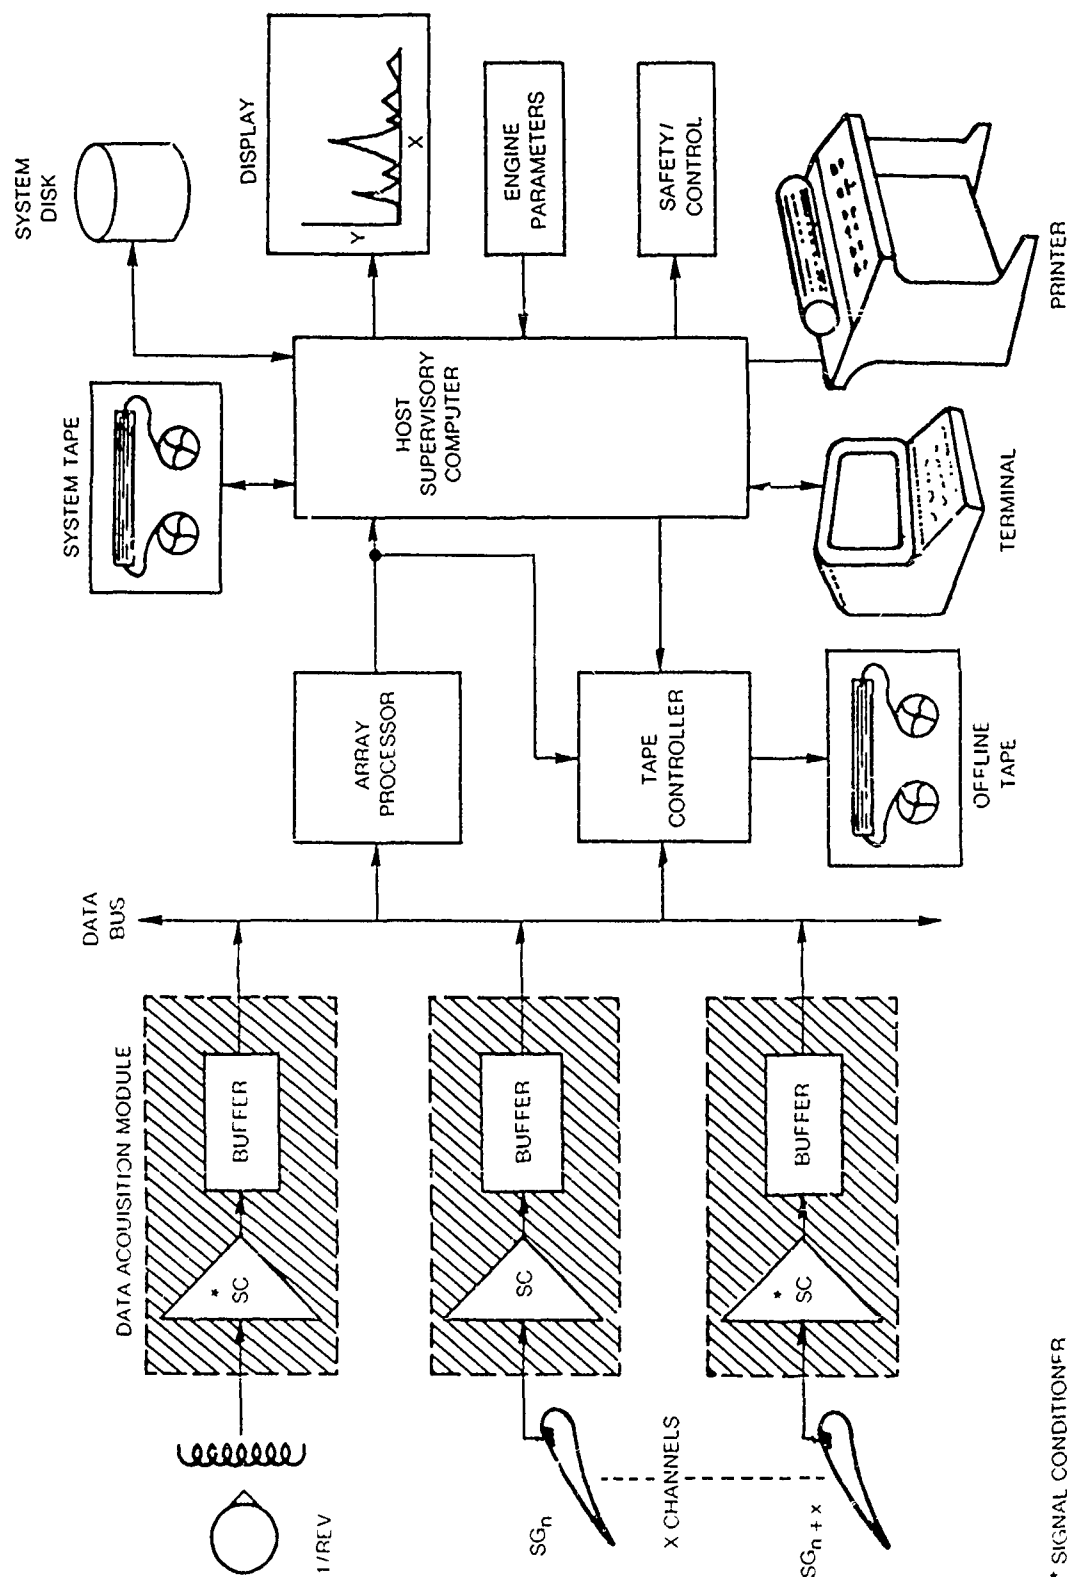 SYSTEM
DISK
SYSTEM TAPE
DISPLAY
Y
X
ENGINE
PARAMETERS
SAFETY/
CONTROL
HOST
SUPERVISORY
COMPUTER
PRINTER
TERMINAL
ARRAY
PROCESSOR
TAPE
CONTROLLER
OFFLINE
TAPE
DATA
BUS
DATA ACQUISITION MODULE
BUFFER
BUFFER
BUFFER
* SC
SC
* SC
1/REV
SGn
X CHANNELS
SGn + x
* SIGNAL CONDITIONER